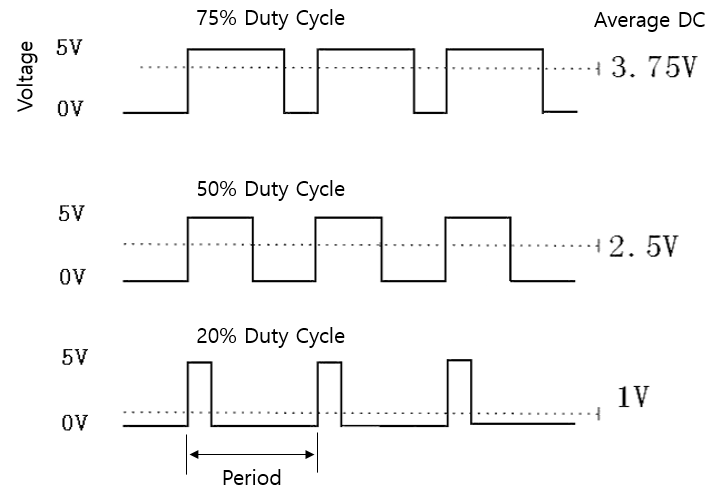 75% Duty Cycle
Average DC
Voltage
5V
3.75V
0V
50% Duty Cycle
5V
2.5V
0V
20% Duty Cycle
5V
1V
0V
Period